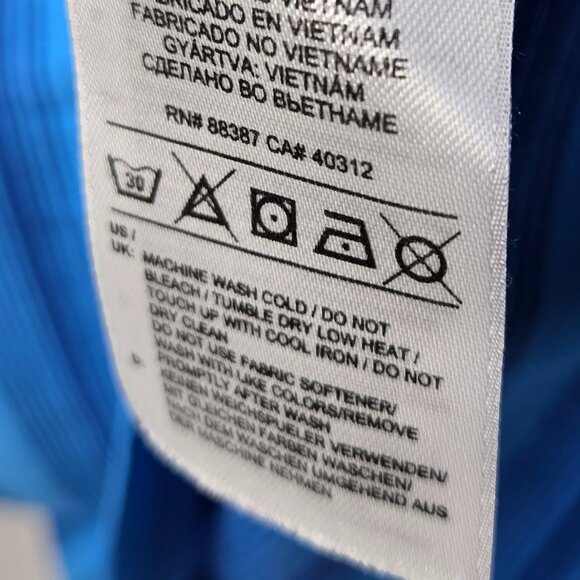 VIETNAM
FABRICADO EN VIETNAM
FABRICADO NO VIETNAME
GYÁRTVA: VIETNÁM
СДЕЛАНО ВО ВЬЕТНАМЕ
RN# 88387 CA# 40312
30
US /
UK: MACHINE WASH COLD / DO NOT
BLEACH / TUMBLE DRY LOW HEAT /
TOUCH UP WITH COOL IRON / DO NOT
DRY CLEAN
DO NOT USE FABRIC SOFTENER/
WASH WITH LIKE COLORS/REMOVE
PROMPTLY AFTER WASH
KEINEN WEICHSPUELER VERWENDEN/
MIT GLEICHEN FARBEN WASCHEN/
NACH DEM WASCHEN UMGEHEND AUS
DER MASCHINE NEHMEN